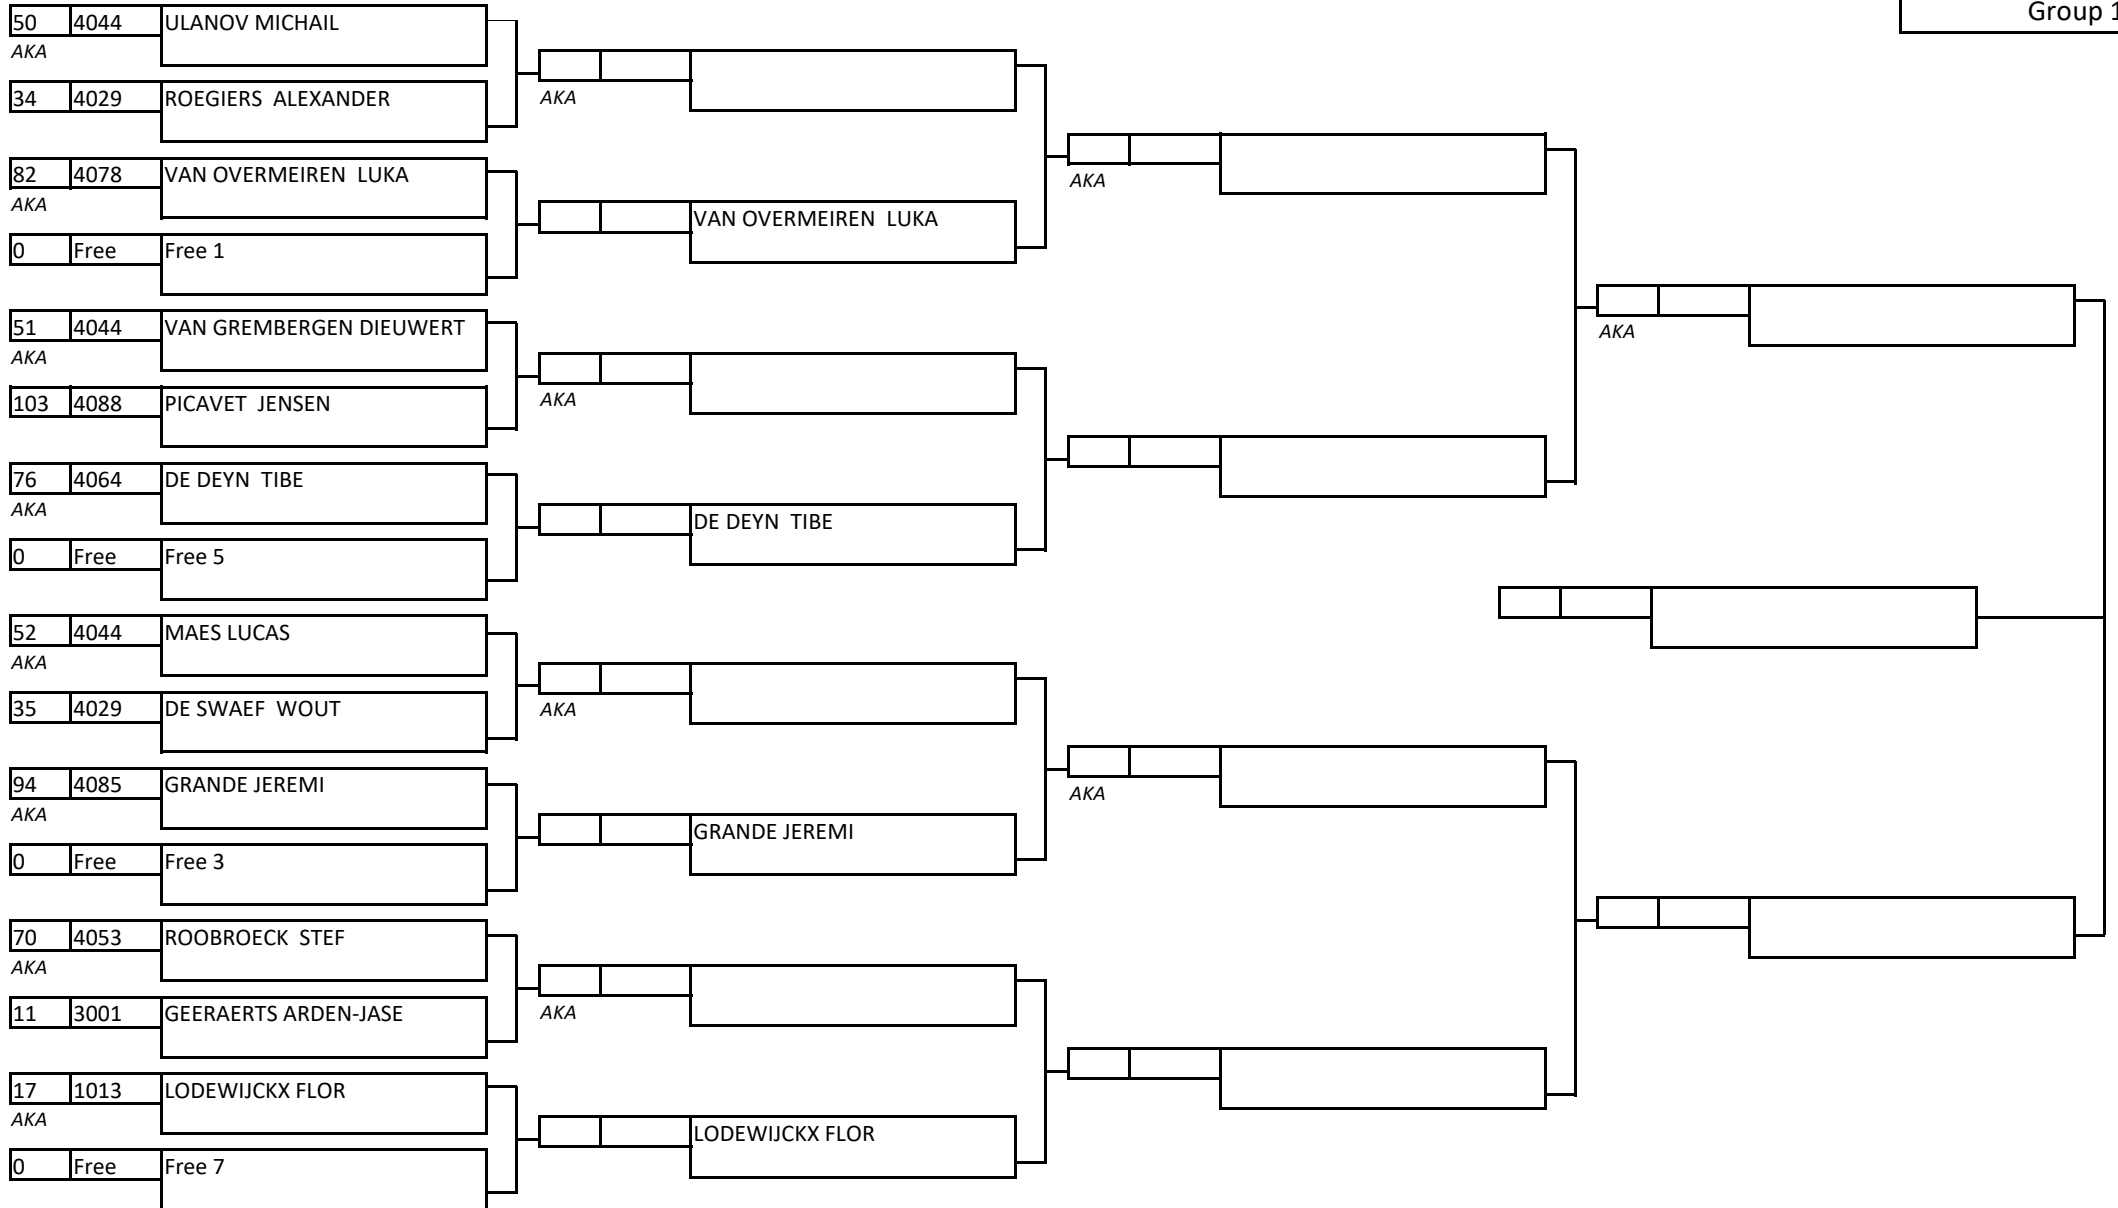 Group 1
50 4044 ULANOV MICHAIL
AKA
34 4029 ROEGIERS  ALEXANDER
AKA
82 4078 VAN OVERMEIREN  LUKA
AKA
AKA
VAN OVERMEIREN  LUKA
0 Free Free 1
51 4044 VAN GREMBERGEN DIEUWERT
AKA
AKA
103 4088 PICAVET  JENSEN
AKA
76 4064 DE DEYN  TIBE
AKA
DE DEYN  TIBE
0 Free Free 5
52 4044 MAES LUCAS
AKA
35 4029 DE SWAEF  WOUT
AKA
94 4085 GRANDE JEREMI
AKA
AKA
GRANDE JEREMI
0 Free Free 3
70 4053 ROOBROECK  STEF
AKA
11 3001 GEERAERTS ARDEN-JASE
AKA
17 1013 LODEWIJCKX FLOR
AKA
LODEWIJCKX FLOR
0 Free Free 7